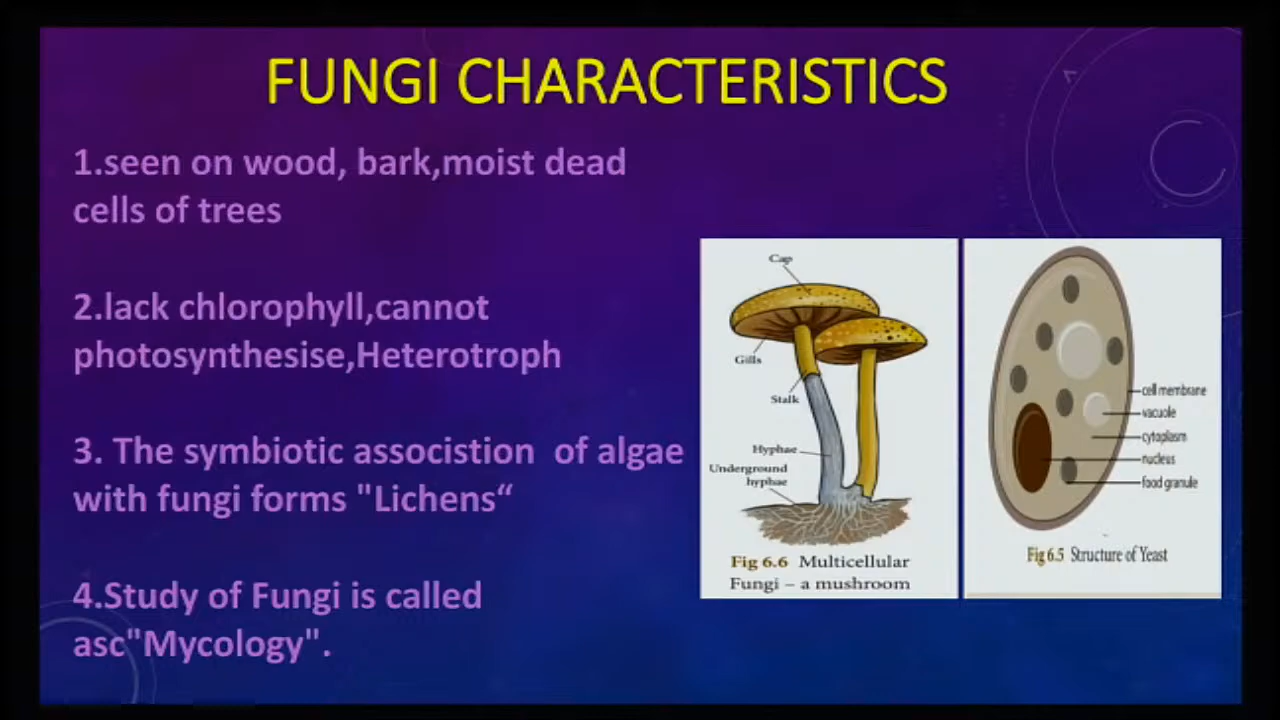 FUNGI CHARACTERISTICS
1.seen on wood, bark,moist dead
cells of trees
2.lack chlorophyll,cannot
photosynthesise,Heterotroph
3. The symbiotic associstion  of algae
with fungi forms "Lichens“
4.Study of Fungi is called
asc"Mycology".
Cap
Gills
Stalk
Hyphae
Underground
hyphae
Fig 6.6 Multicellular
Fungi – a mushroom
cell membrane
vacuole
cytoplasm
nucleus
food granule
Fig 6.5 Structure of Yeast